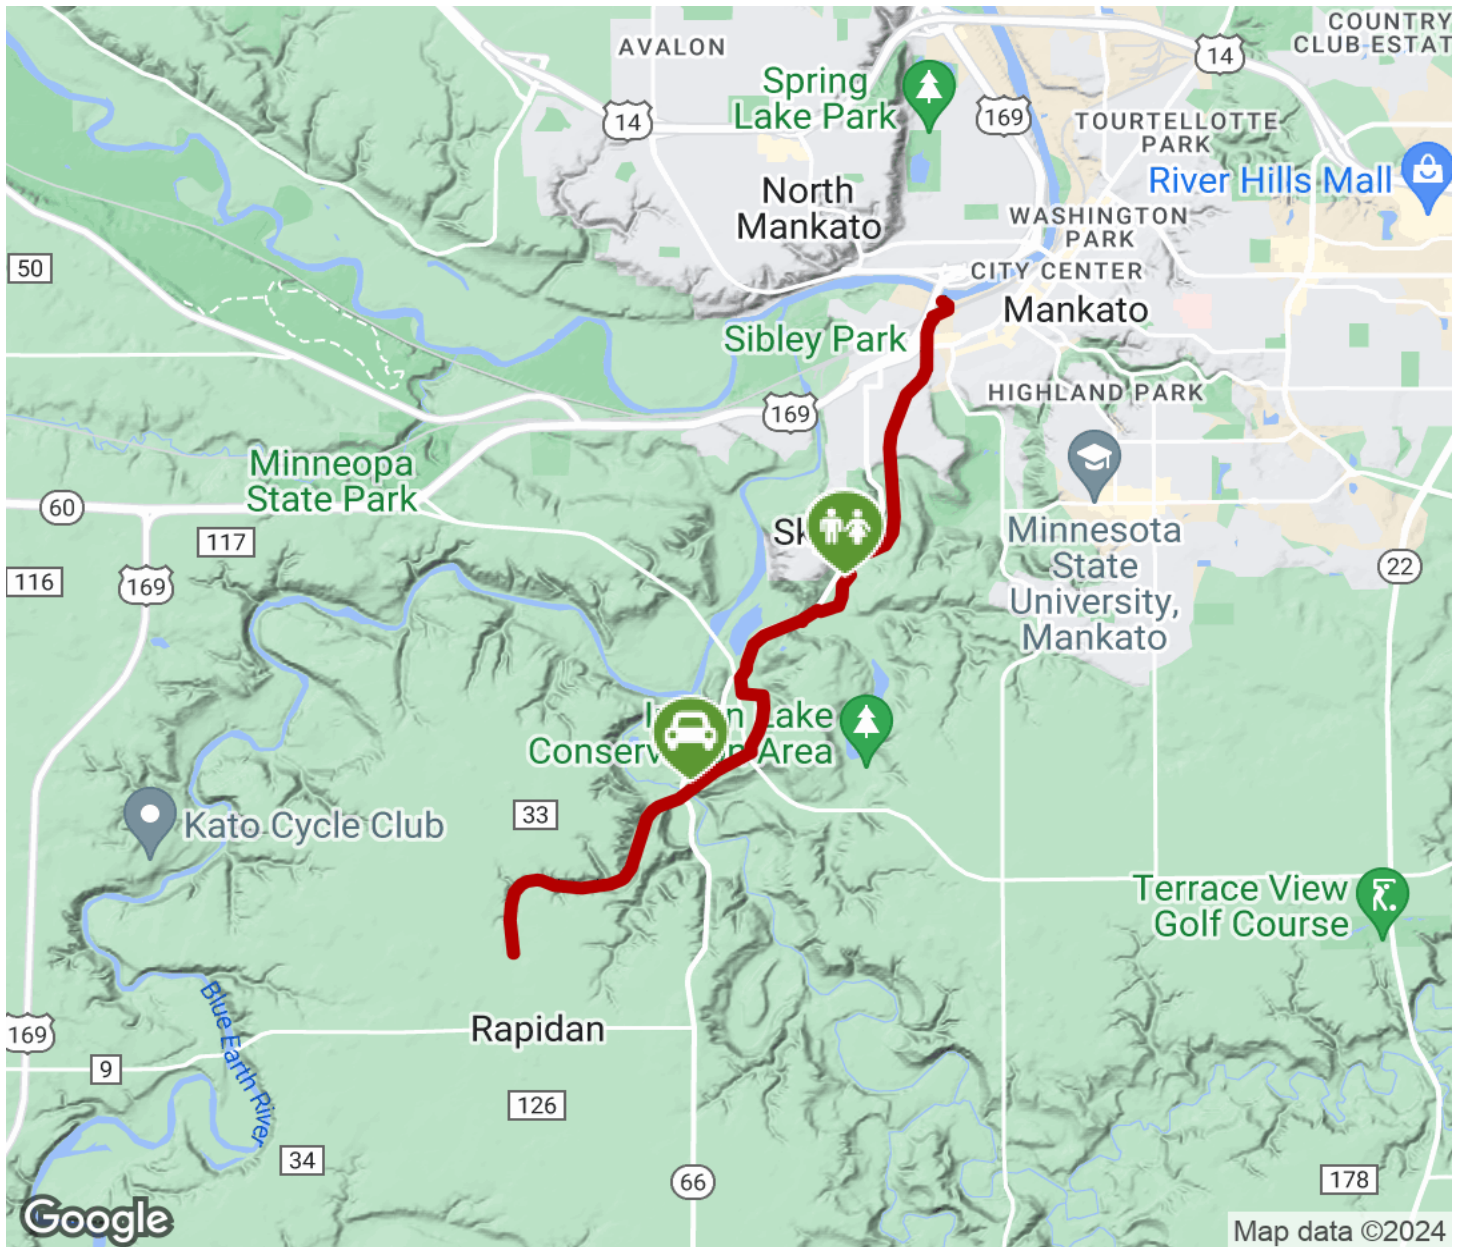 COUNTRY
CLUB ESTAT
AVALON
14
Spring
Lake Park
14
169
TOURTELLOTTE
PARK
River Hills Mall
North
Mankato
WASHINGTON
PARK
50
CITY CENTER
Mankato
Sibley Park
HIGHLAND PARK
169
Minneopa
State Park
60
117
Sk
Minnesota
State
University,
Mankato
116
169
22
Lake
Conserv
n Area
33
Kato Cycle Club
Terrace View
Golf Course
Blue Earth River
169
Rapidan
9
126
34
66
178
Google
Map data ©2024